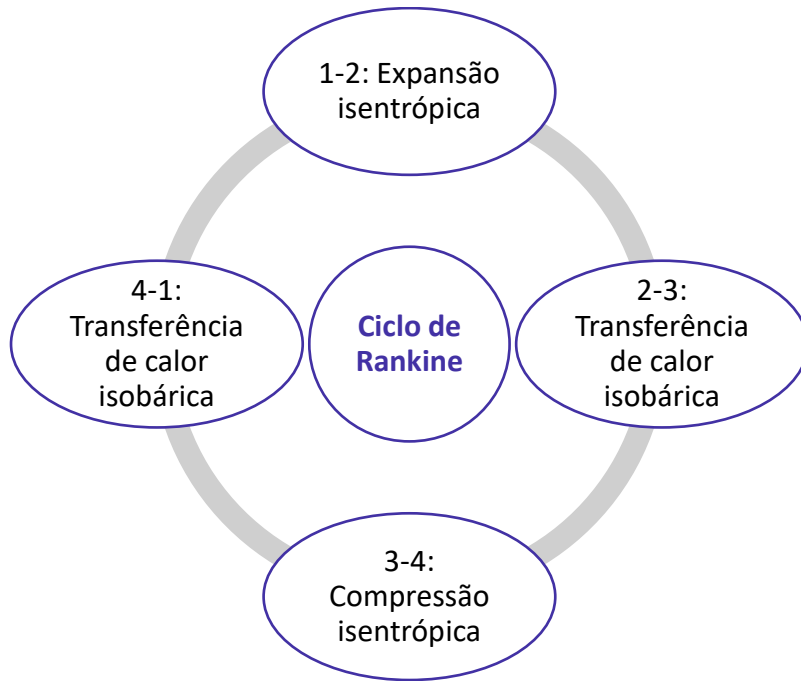 1-2: Expansão
isentrópica
4-1:
Transferência
de calor
isobárica
Ciclo de
Rankine
2-3:
Transferência
de calor
isobárica
3-4:
Compressão
isentrópica